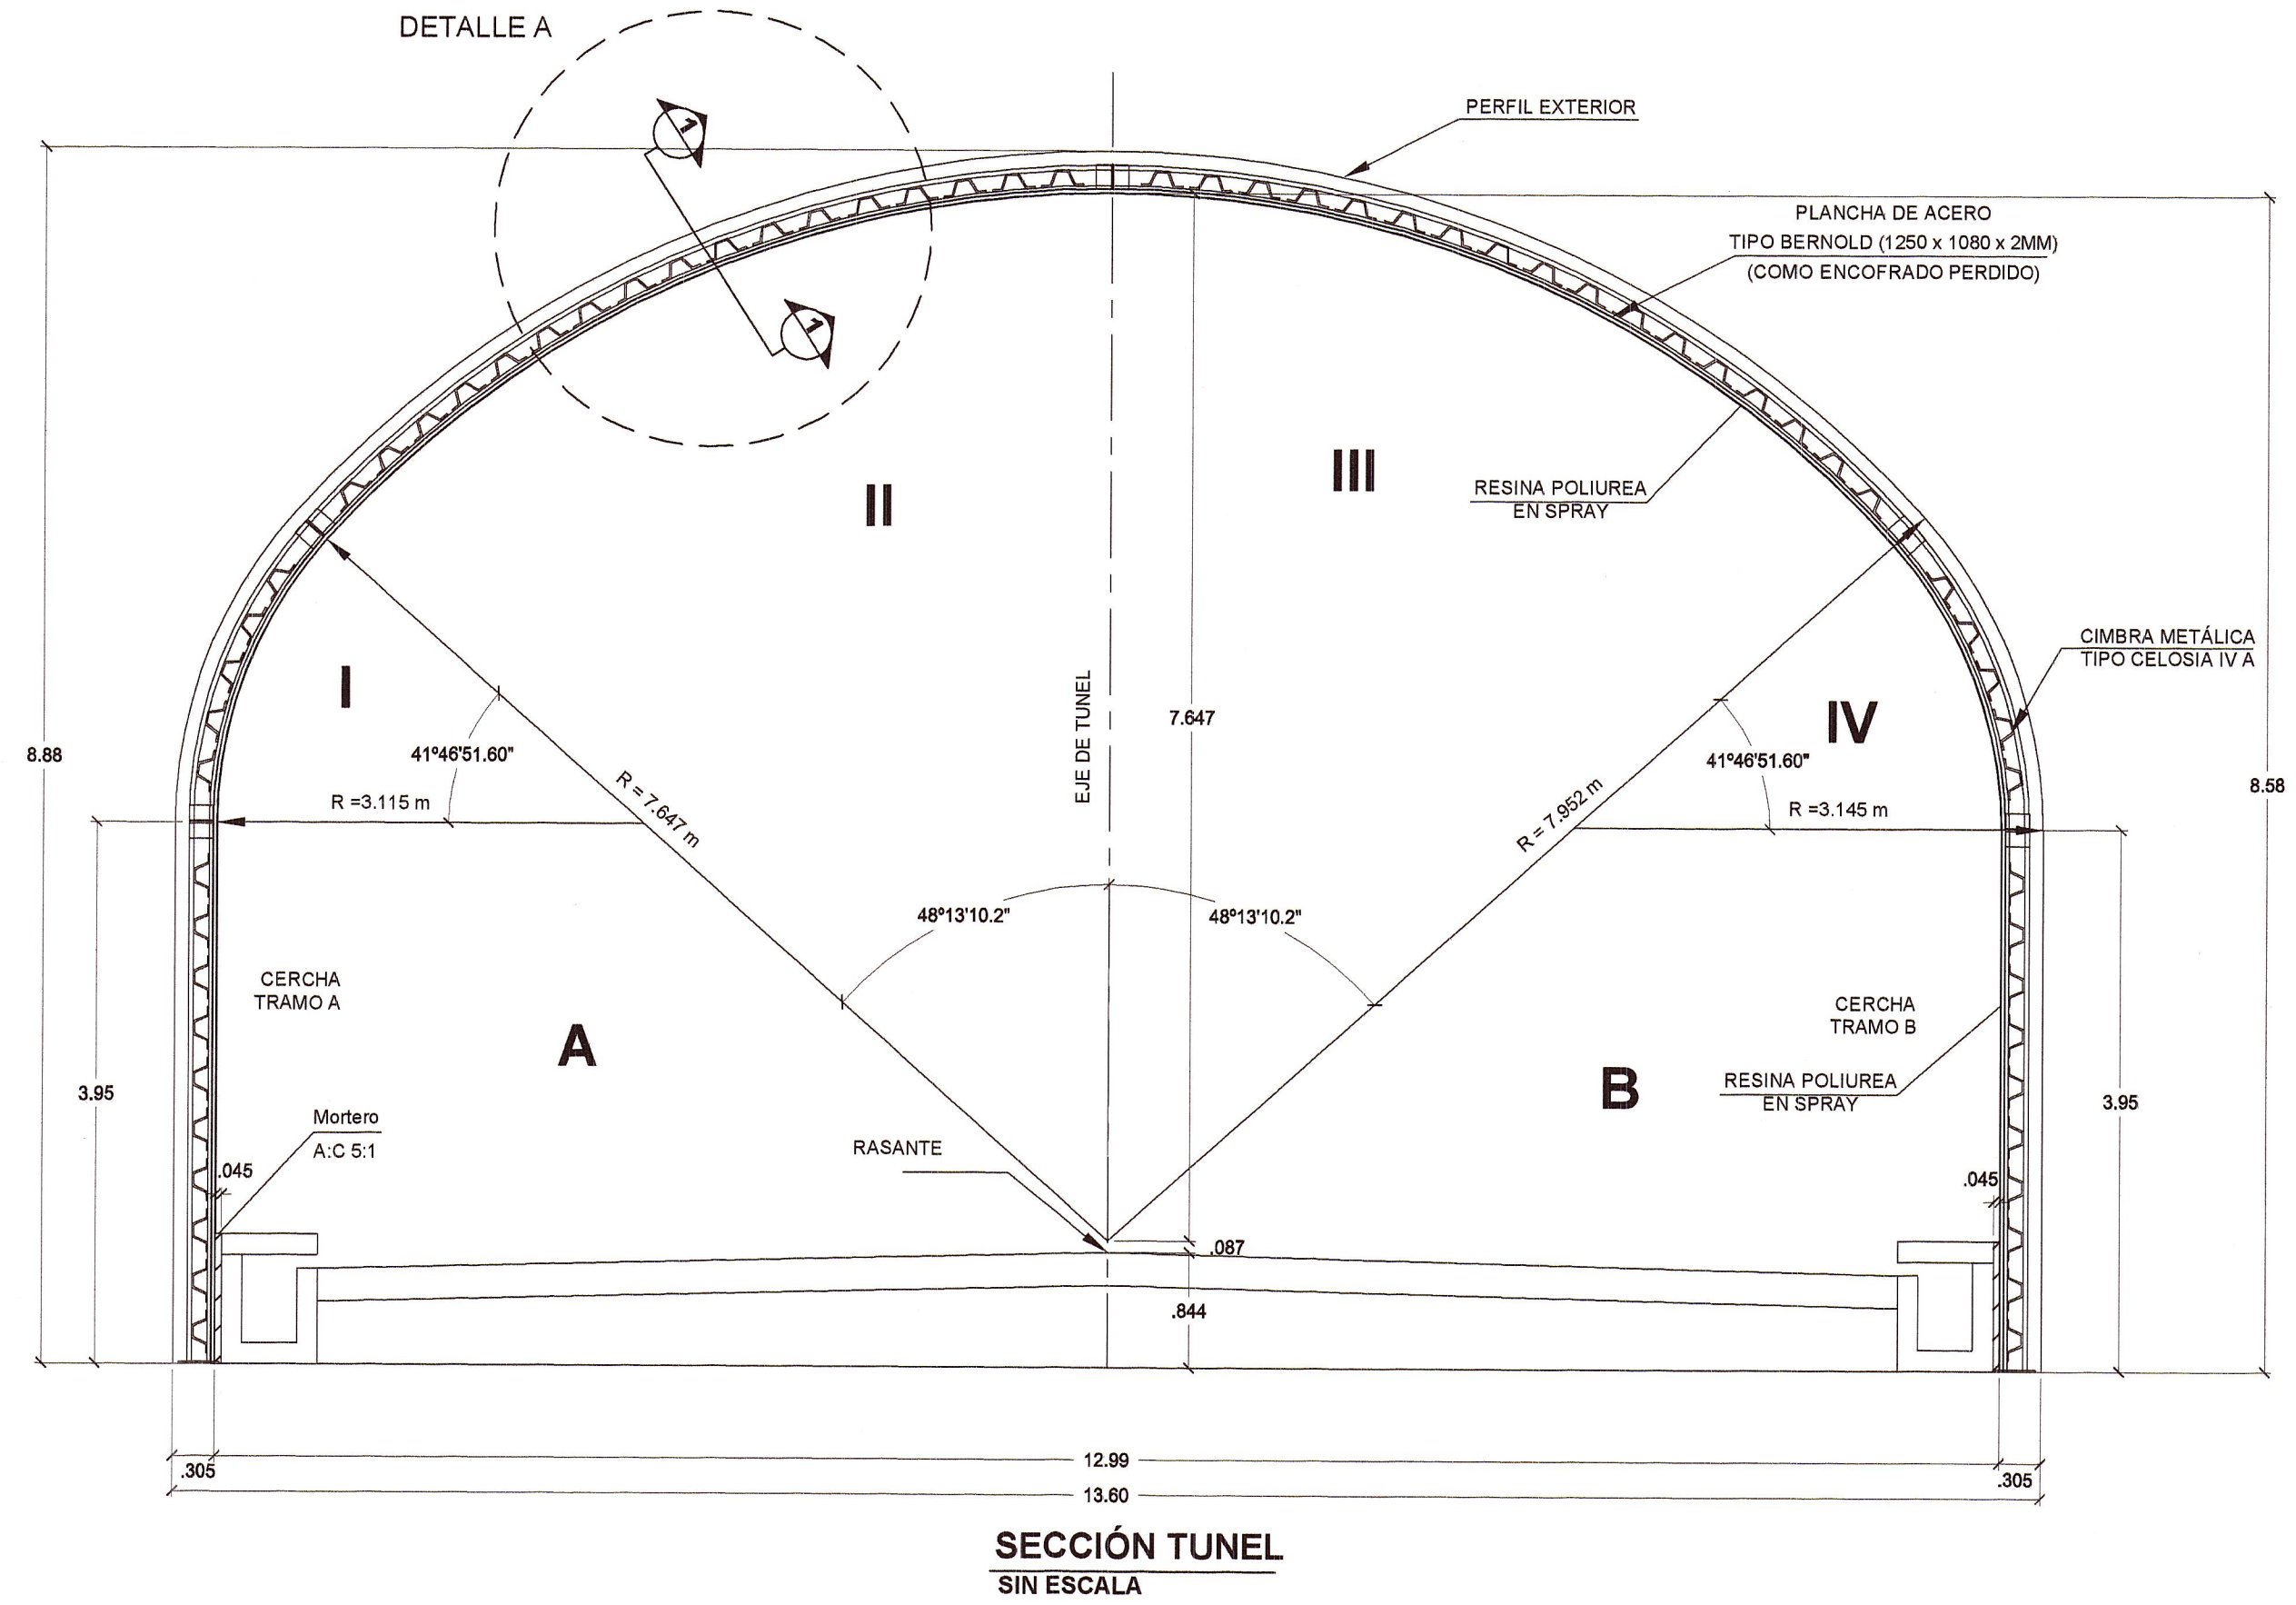 DETALLE A
1
PERFIL EXTERIOR
PLANCHA DE ACERO
TIPO BERNOLD (1250 x 1080 x 2MM)
(COMO ENCOFRADO PERDIDO)
1
III
II
RESINA POLIUREA
EN SPRAY
CIMBRA METÁLICA
TIPO CELOSIA IV A
I
IV
EJE DE TUNEL
7.647
8.88
41º46'51.60"
41º46'51.60"
8.58
R =3.115 m
R = 7.647 m
R = 7.952 m
R =3.145 m
48º13'10.2"
48º13'10.2"
CERCHA
TRAMO A
CERCHA
TRAMO B
A
B
3.95
3.95
RESINA POLIUREA
EN SPRAY
Mortero
A:C 5:1
RASANTE
.045
.045
.087
.844
12.99
.305
.305
13.60
SECCIÓN TUNEL
SIN ESCALA